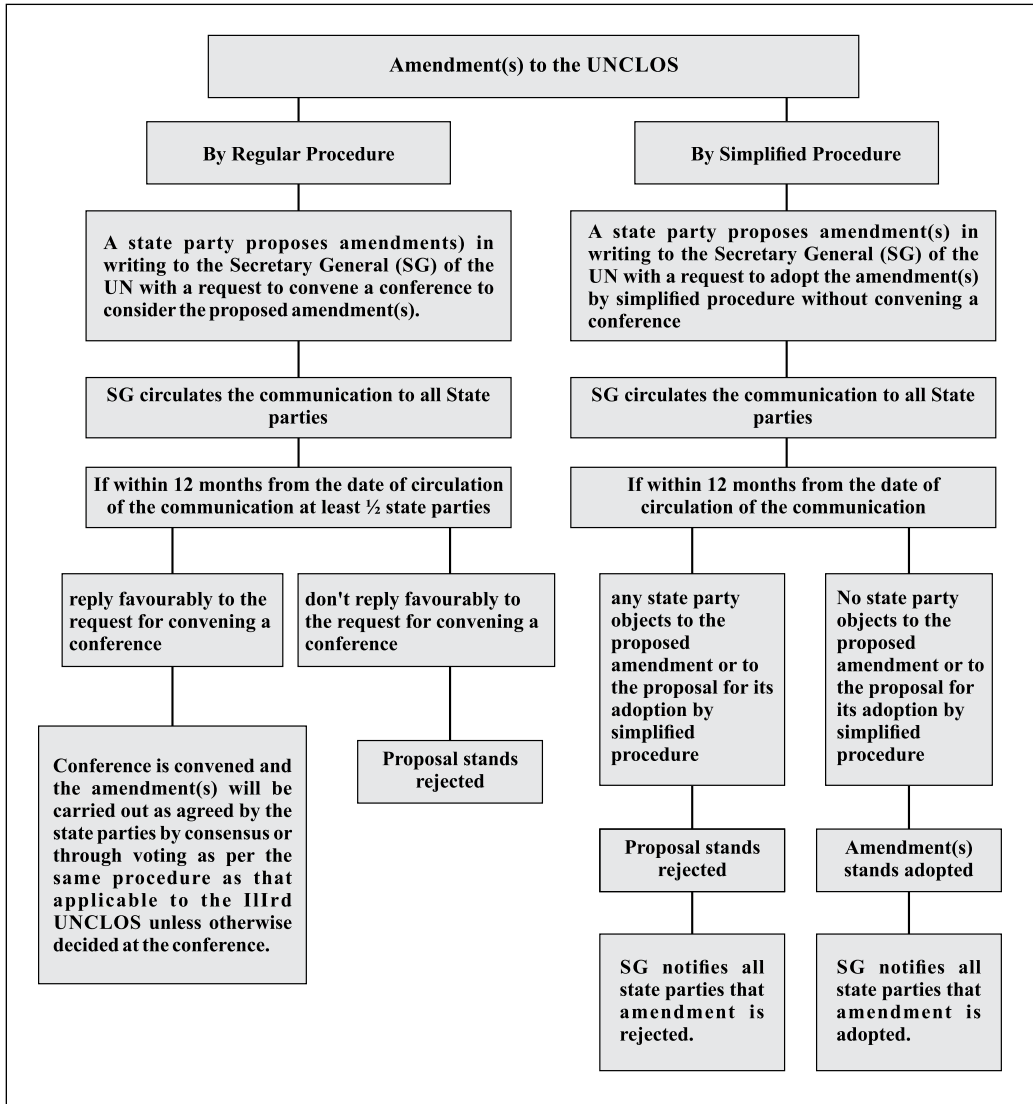 Amendment(s) to the UNCLOS
By Regular Procedure
By Simplified Procedure
A state party proposes amendments) in
writing to the Secretary General (SG) of the
UN with a request to convene a conference to
consider the proposed amendment(s).
A state party proposes amendment(s) in
writing to the Secretary General (SG) of the
UN with a request to adopt the amendment(s)
by simplified procedure without convening a
conference
SG circulates the communication to all State
parties
SG circulates the communication to all State
parties
If within 12 months from the date of circulation
of the communication at least ½ state parties
If within 12 months from the date of
circulation of the communication
reply favourably to the
request for convening a
conference
don't reply favourably to
the request for convening a
conference
any state party
objects to the
proposed
amendment or to
the proposal for its
adoption by
simplified
procedure
No state party
objects to the
proposed
amendment or to
the proposal for
its adoption by
simplified
procedure
Conference is convened and
the amendment(s) will be
carried out as agreed by the
state parties by consensus or
through voting as per the
same procedure as that
applicable to the IIIrd
UNCLOS unless otherwise
decided at the conference.
Proposal stands
rejected
Proposal stands
rejected
Amendment(s)
stands adopted
SG notifies all
state parties that
amendment is
rejected.
SG notifies all
state parties that
amendment is
adopted.